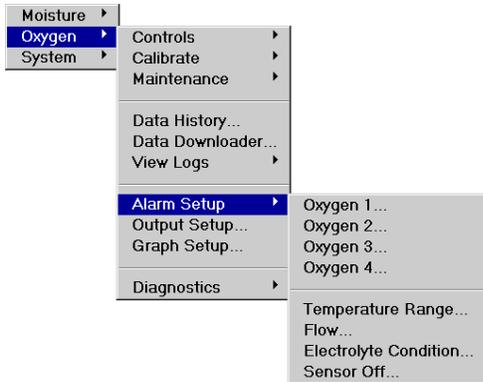 Moisture
Oxygen
System
Controls
Calibrate
Maintenance
Data History...
Data Downloader...
View Logs
Alarm Setup
Output Setup...
Graph Setup...
Diagnostics
Oxygen 1...
Oxygen 2...
Oxygen 3...
Oxygen 4...
Temperature Range...
Flow...
Electrolyte Condition...
Sensor Off...